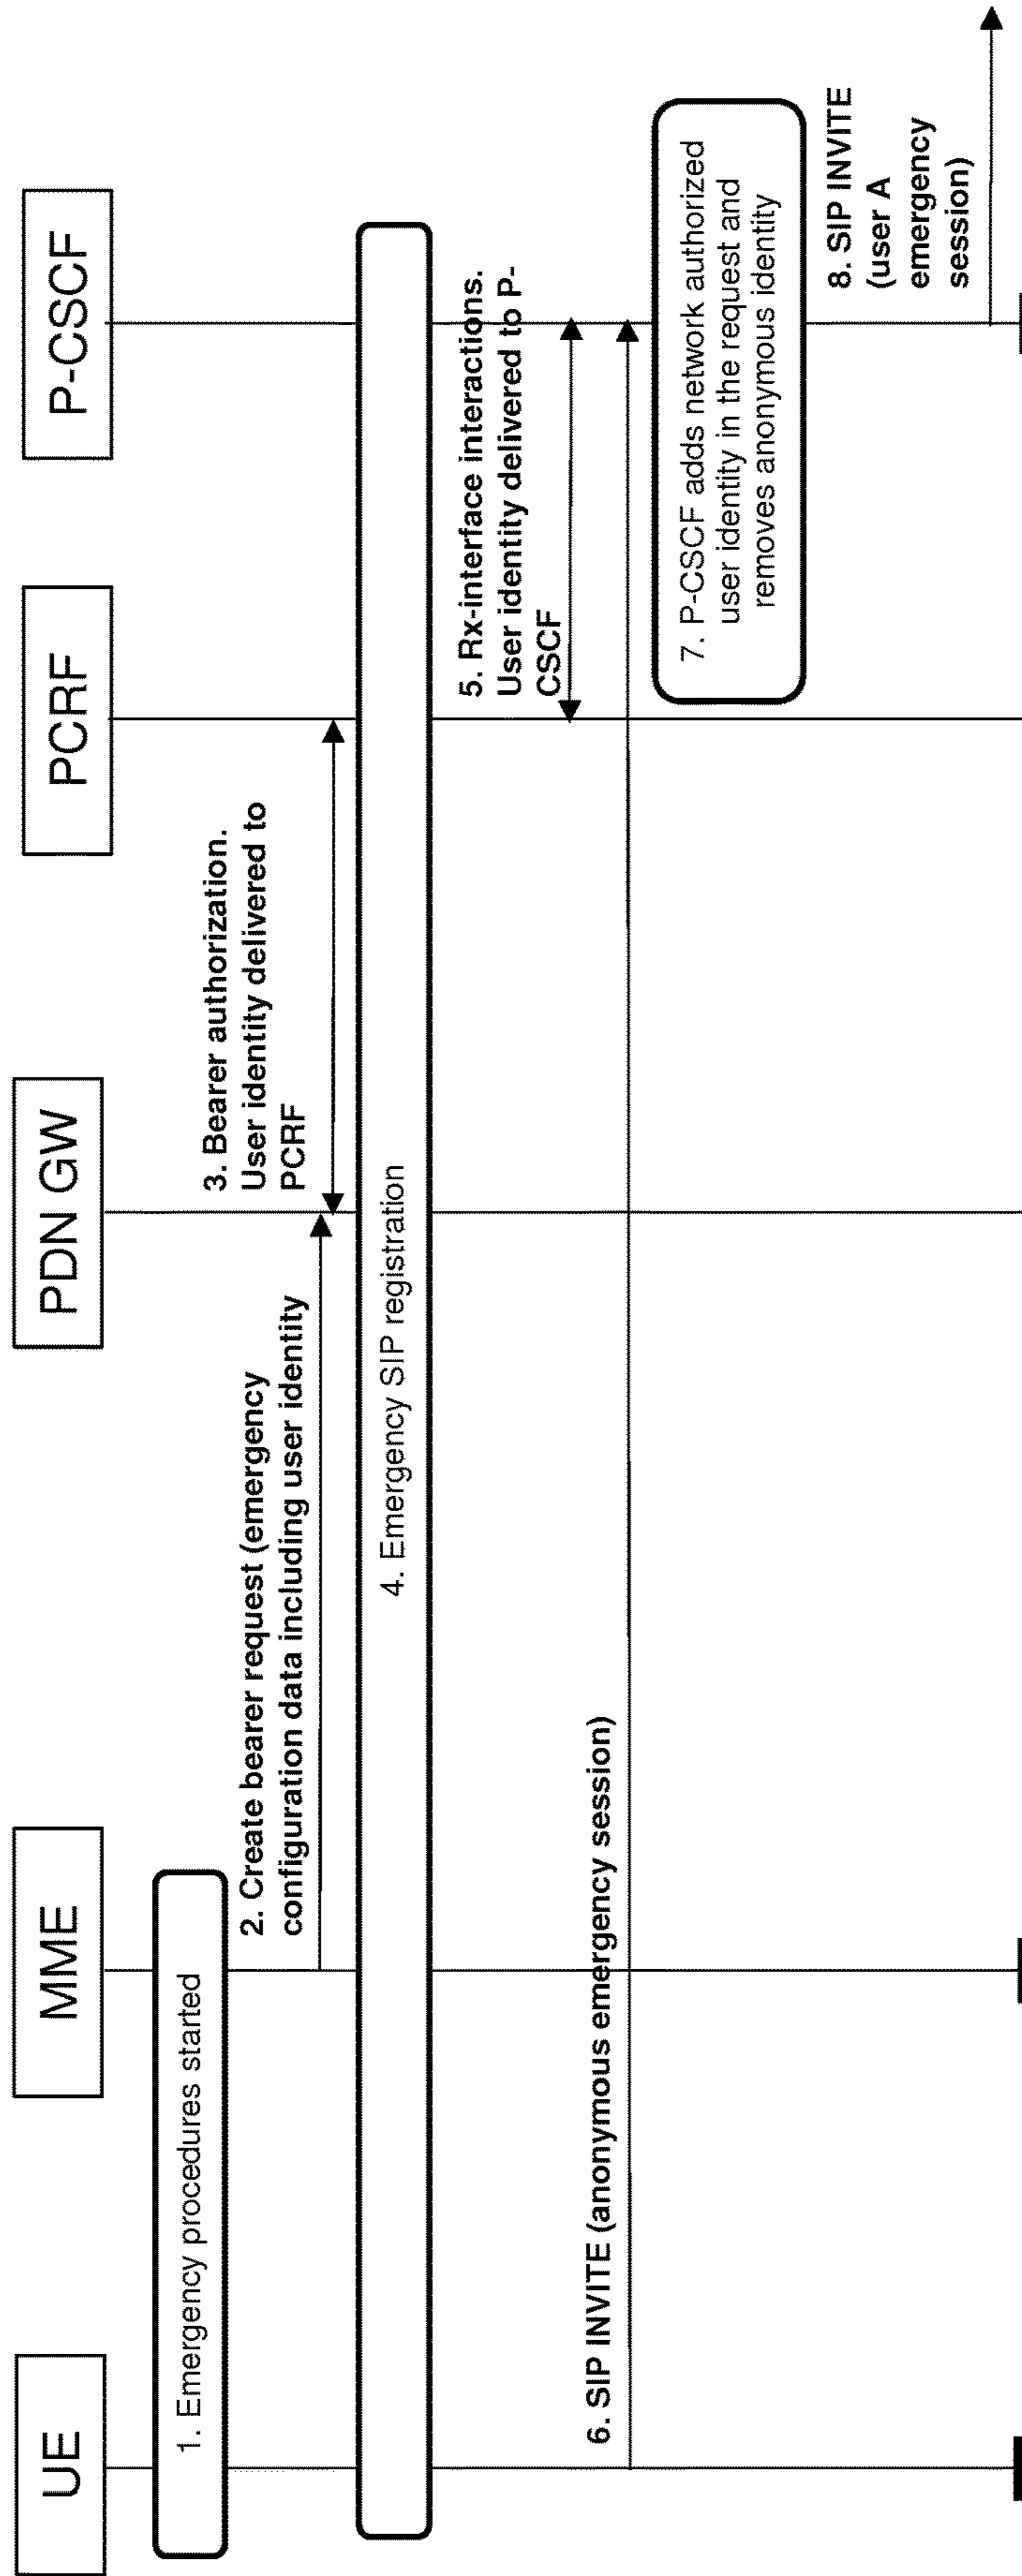 UE
MME
PDN GW
PCRF
P-CSCF
1. Emergency procedures started
2. Create bearer request (emergency
configuration data including user identity
3. Bearer authorization.
User identity delivered to
PCRF
4. Emergency SIP registration
5. Rx-interface interactions.
User identity delivered to P-
CSCF
6. SIP INVITE (anonymous emergency session)
7. P-CSCF adds network authorized
user identity in the request and
removes anonymous identity
8. SIP INVITE
(user A
emergency
session)